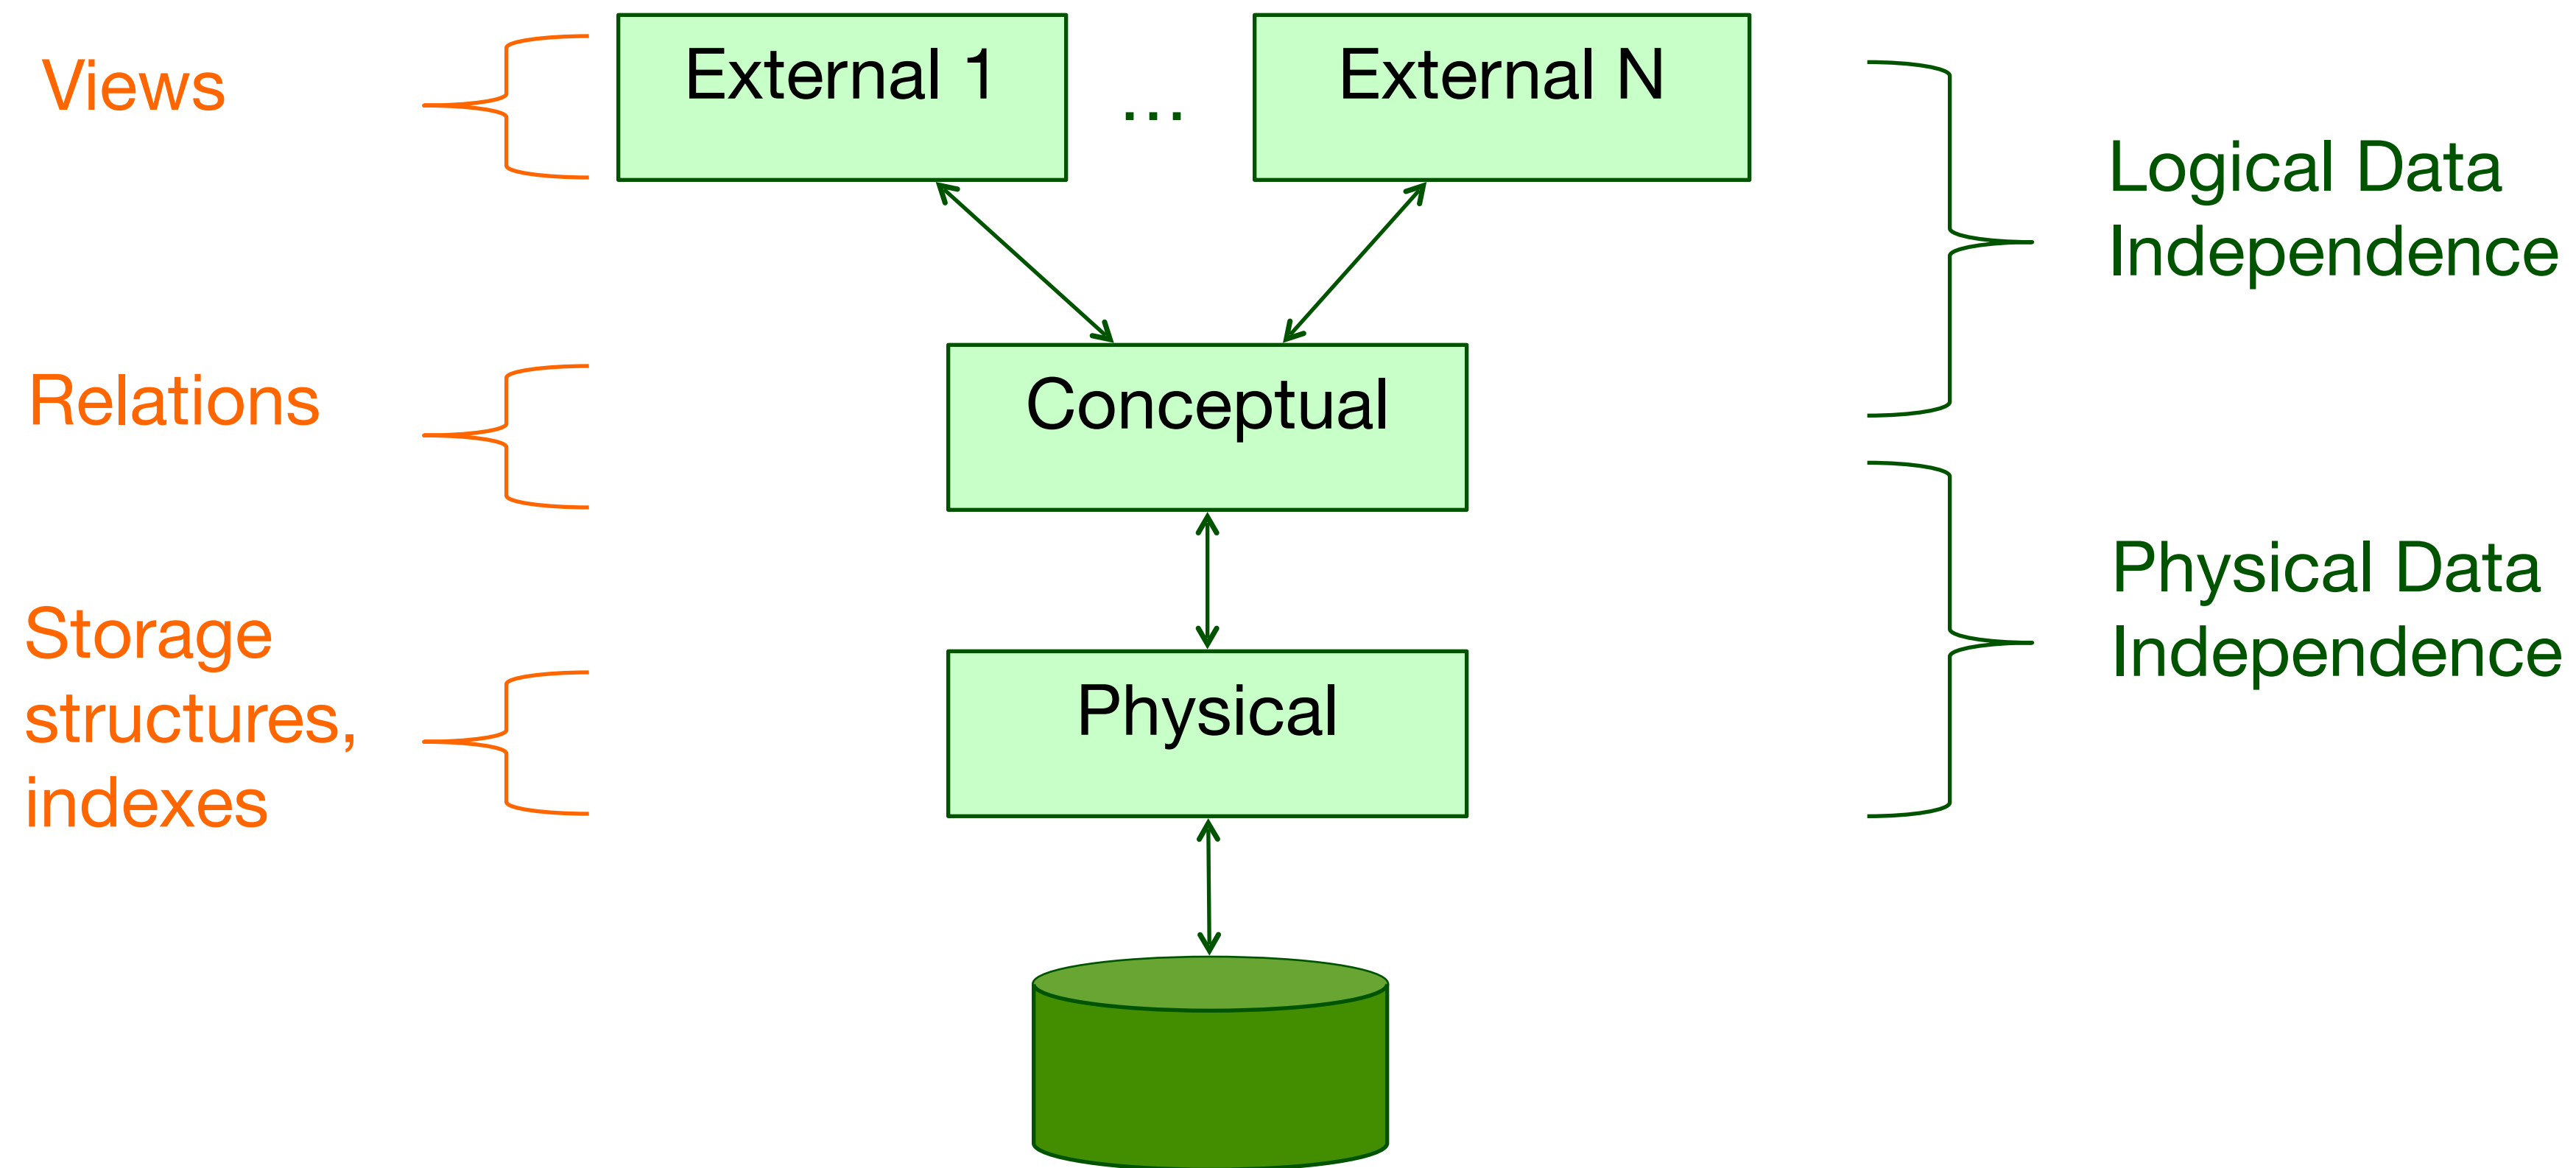 Views
External 1
...
External N
Logical Data
Independence
Relations
Conceptual
Physical Data
Independence
Storage
structures,
indexes
Physical